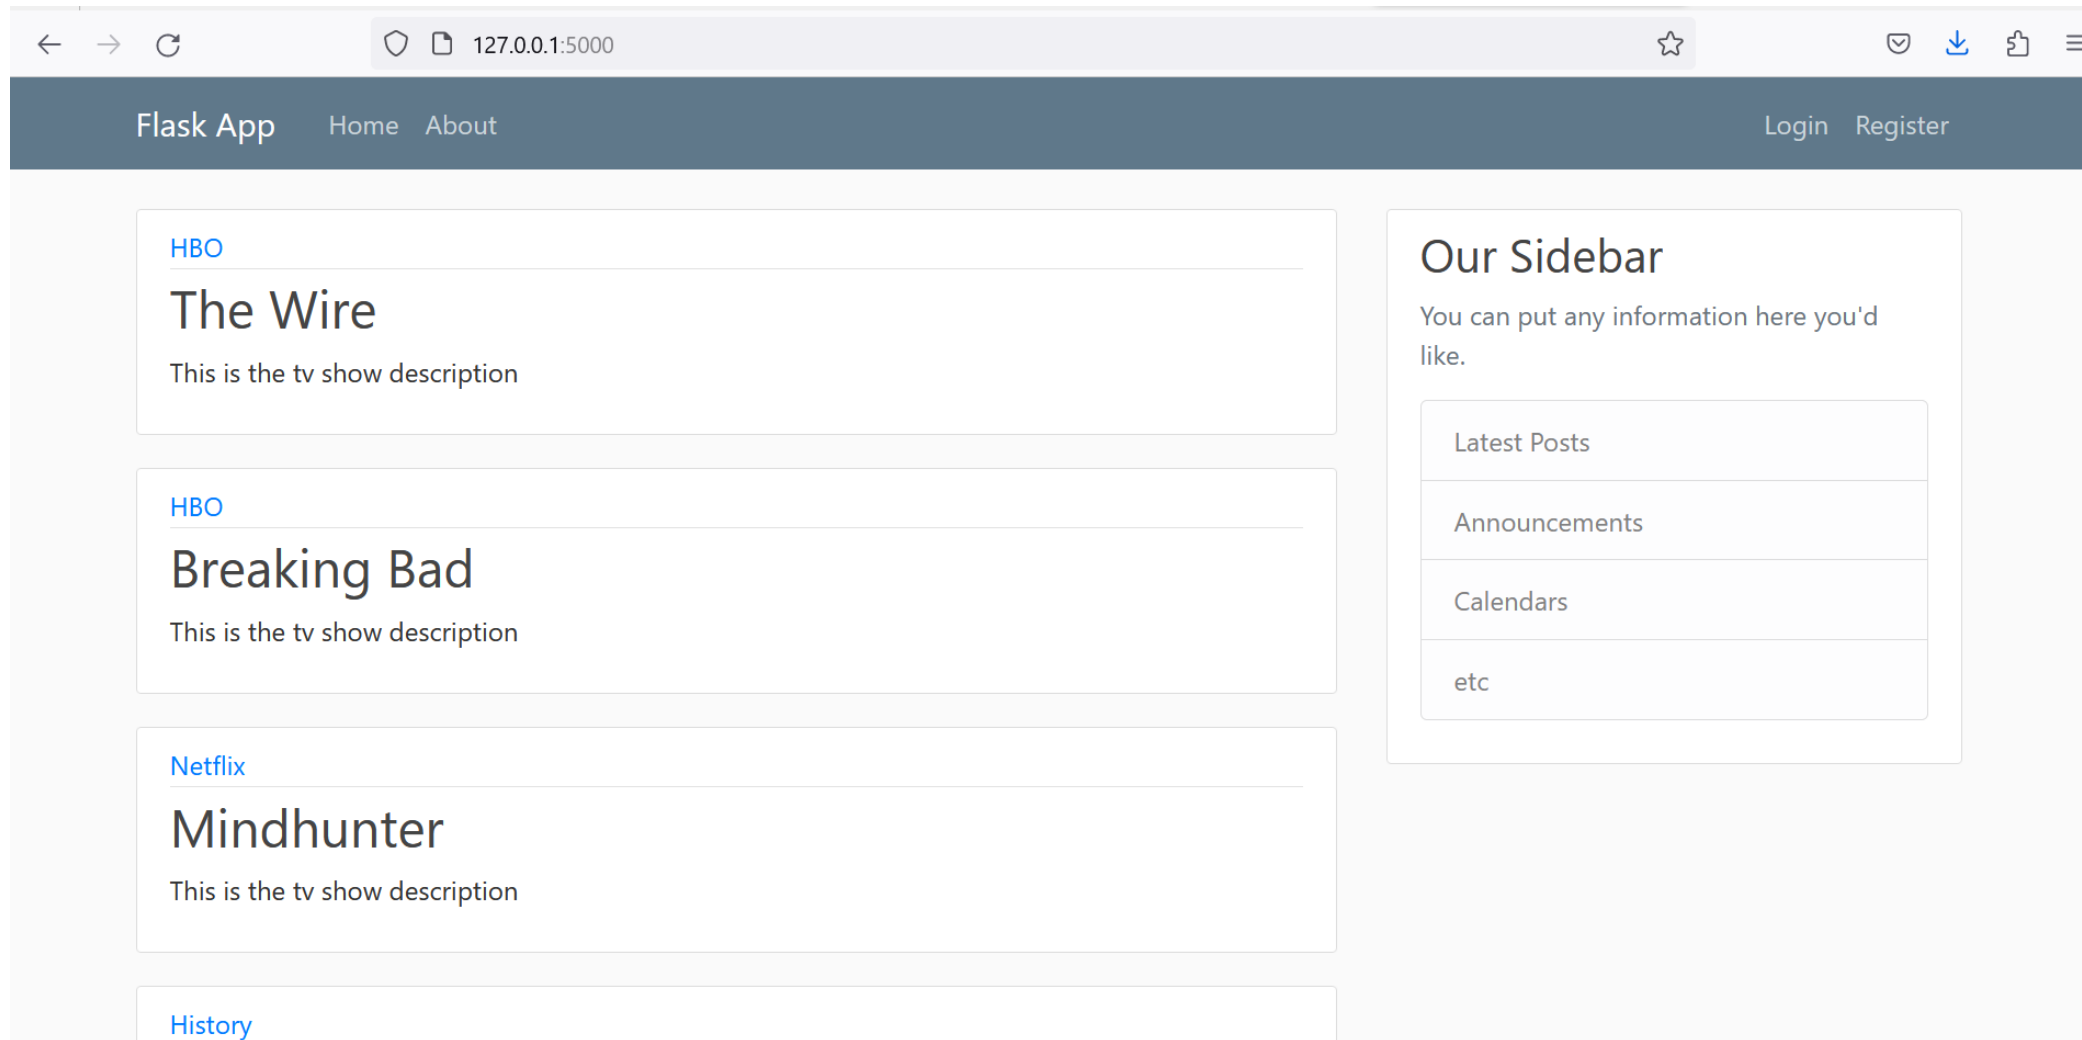 127.0.0.1:5000
Flask App Home About Login Register
HBO
The Wire
This is the tv show description
HBO
Breaking Bad
This is the tv show description
Netflix
Mindhunter
This is the tv show description
History
Our Sidebar
You can put any information here you'd
like.
Latest Posts
Announcements
Calendars
etc